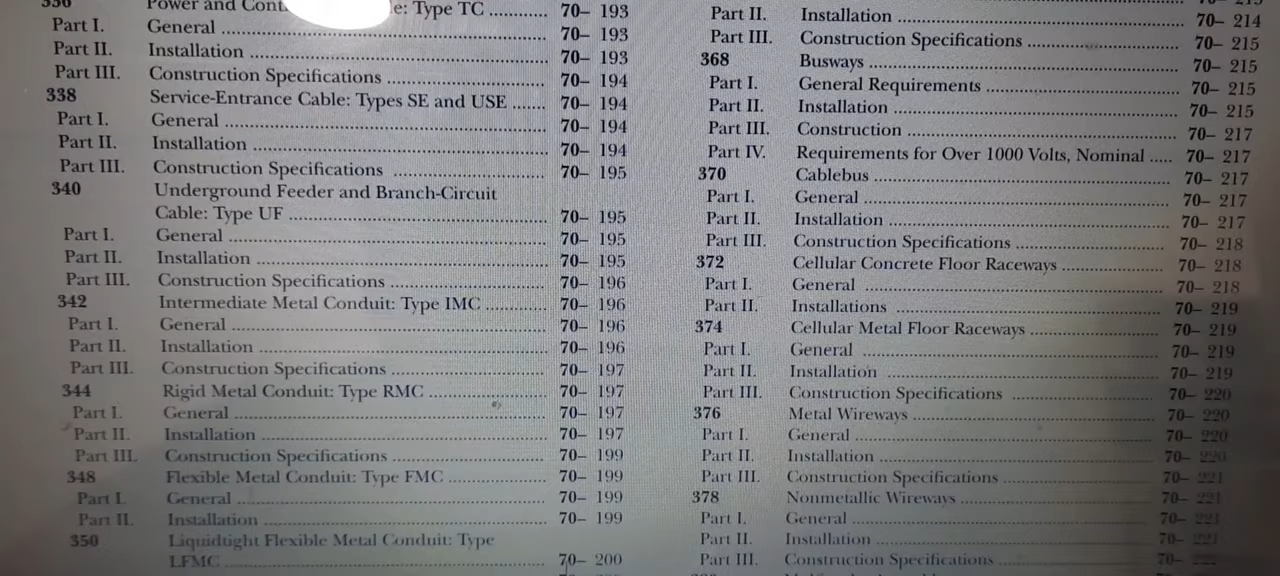 336 Power and Cont le: Type TC ........... 70– 193
Part I. General ........... 70– 193
Part II. Installation ........... 70– 193
Part III. Construction Specifications ........... 70– 194
338 Service-Entrance Cable: Types SE and USE ....... 70– 194
Part I. General ........... 70– 194
Part II. Installation ........... 70– 194
Part III. Construction Specifications ........... 70– 195
340 Underground Feeder and Branch-Circuit
Cable: Type UF ........... 70– 195
Part I. General ........... 70– 195
Part II. Installation ........... 70– 195
Part III. Construction Specifications ........... 70– 196
342 Intermediate Metal Conduit: Type IMC ........... 70– 196
Part I. General ........... 70– 196
Part II. Installation ........... 70– 196
Part III. Construction Specifications ........... 70– 197
344 Rigid Metal Conduit: Type RMC ........... 70– 197
Part I. General ........... 70– 197
Part II. Installation ........... 70– 197
Part III. Construction Specifications ........... 70– 199
348 Flexible Metal Conduit: Type FMC ........... 70– 199
Part I. General ........... 70– 199
Part II. Installation ........... 70– 199
350 Liquidtight Flexible Metal Conduit: Type
LFMC ........... 70– 200
Part II. Installation ........... 70– 214
Part III. Construction Specifications ........... 70– 215
368 Busways ........... 70– 215
Part I. General Requirements ........... 70– 215
Part II. Installation ........... 70– 215
Part III. Construction ........... 70– 217
Part IV. Requirements for Over 1000 Volts, Nominal ..... 70– 217
370 Cablebus ........... 70– 217
Part I. General ........... 70– 217
Part II. Installation ........... 70– 217
Part III. Construction Specifications ........... 70– 218
372 Cellular Concrete Floor Raceways ........... 70– 218
Part I. General ........... 70– 218
Part II. Installations ........... 70– 219
374 Cellular Metal Floor Raceways ........... 70– 219
Part I. General ........... 70– 219
Part II. Installation ........... 70– 219
Part III. Construction Specifications ........... 70– 220
376 Metal Wireways ........... 70– 220
Part I. General ........... 70– 220
Part II. Installation ........... 70– 220
Part III. Construction Specifications ........... 70– 221
378 Nonmetallic Wireways ........... 70– 221
Part I. General ........... 70– 221
Part II. Installation ........... 70– 221
Part III. Construction Specifications ........... 70–